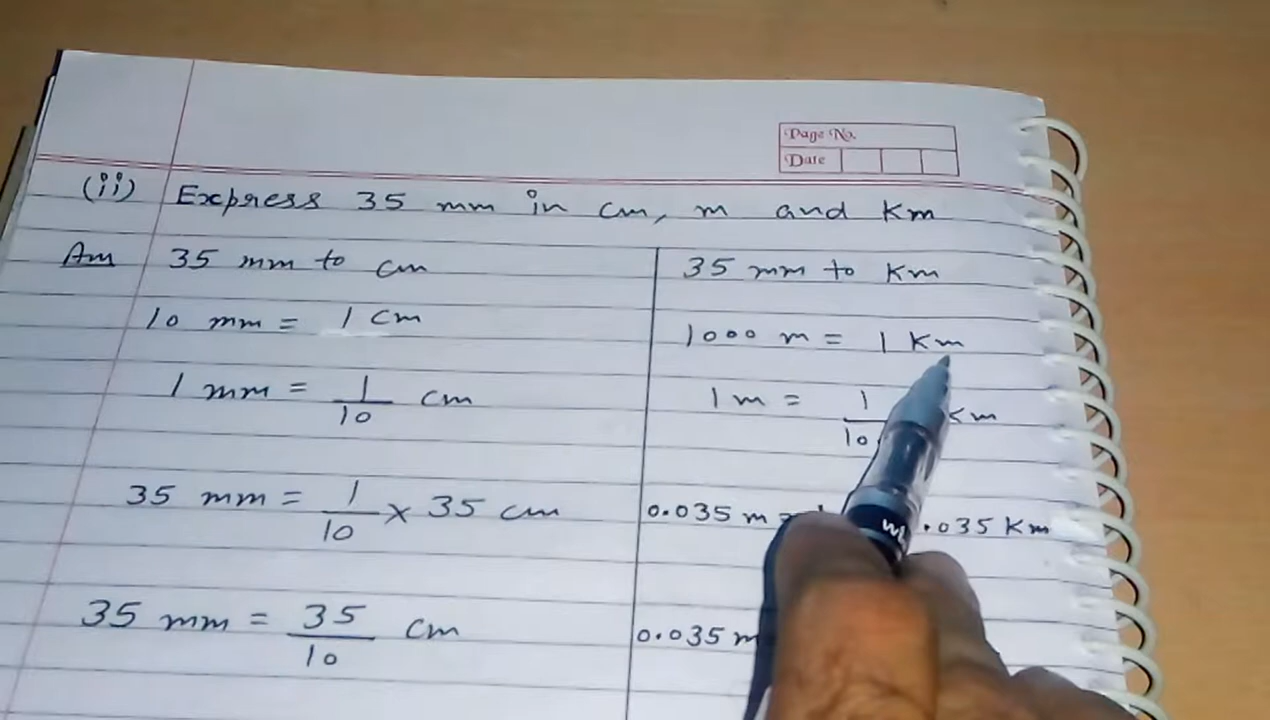 Page No.
Date
(ii) Express 35 mm in cm, m and Km
Ans 35 mm to cm
10 mm = 1 cm
1 mm = 1/10 cm
35 mm = 1/10 × 35 cm
35 mm = 35/10 cm
35 mm to Km
1000 m = 1 Km
1 m = 1/10 Km
0.035 m = .035 Km
0.035 m